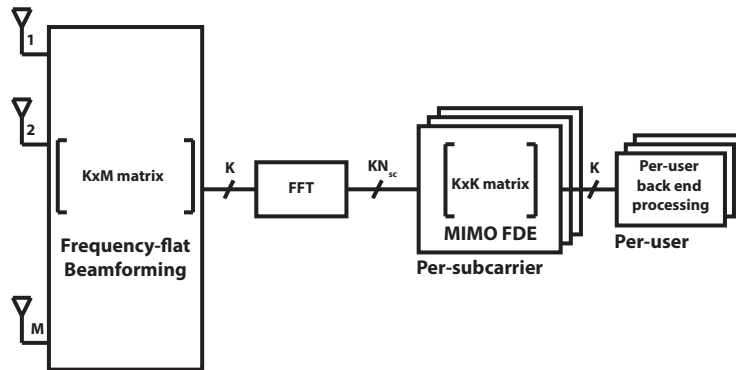 1
2
M
KxM matrix
Frequency-flat
Beamforming
K
FFT
KN sc
KxK matrix
MIMO FDE
Per-subcarrier
K
Per-user
back end
processing
Per-user